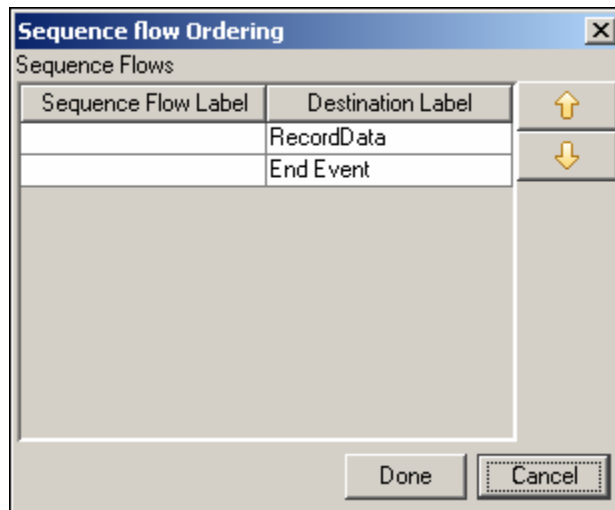 Sequence flow Ordering
Sequence Flows
Sequence Flow Label Destination Label
RecordData
End Event
Done Cancel